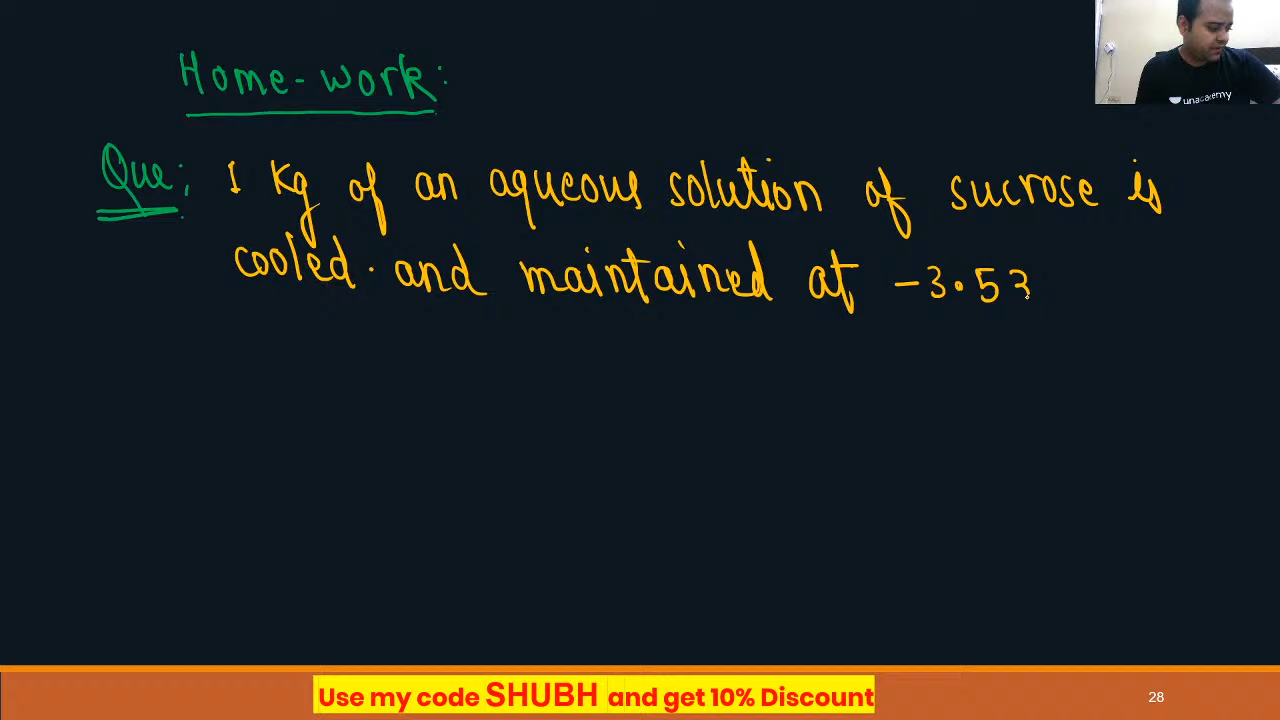 Home-work:
unacademy
Que: 1 Kg of an aqueous solution of sucrose is
cooled. and maintained at -3.53
Use my code SHUBH and get 10% Discount
28